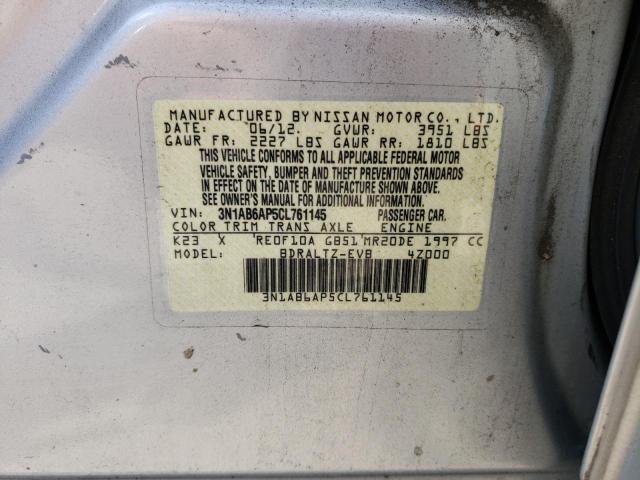 MANUFACTURED BY NISSAN MOTOR CO., LTD.
DATE: 06/12. GVWR: 3951 LBS
GAWR FR: 2227 LBS GAWR RR: 1810 LBS
THIS VEHICLE CONFORMS TO ALL APPLICABLE FEDERAL MOTOR
VEHICLE SAFETY, BUMPER AND THEFT PREVENTION STANDARDS
IN EFFECT ON THE DATE OF MANUFACTURE SHOWN ABOVE.
SEE OWNER'S MANUAL FOR ADDITIONAL INFORMATION
VIN: 3N1AB6AP5CL761145 PASSENGER CAR.
COLOR TRIM TRANS AXLE ENGINE
K23 X RE0F10A GB51 MR20DE 1997 CC
MODEL: BDRALTZ-EVB 4Z000
3N1AB6AP5CL761145